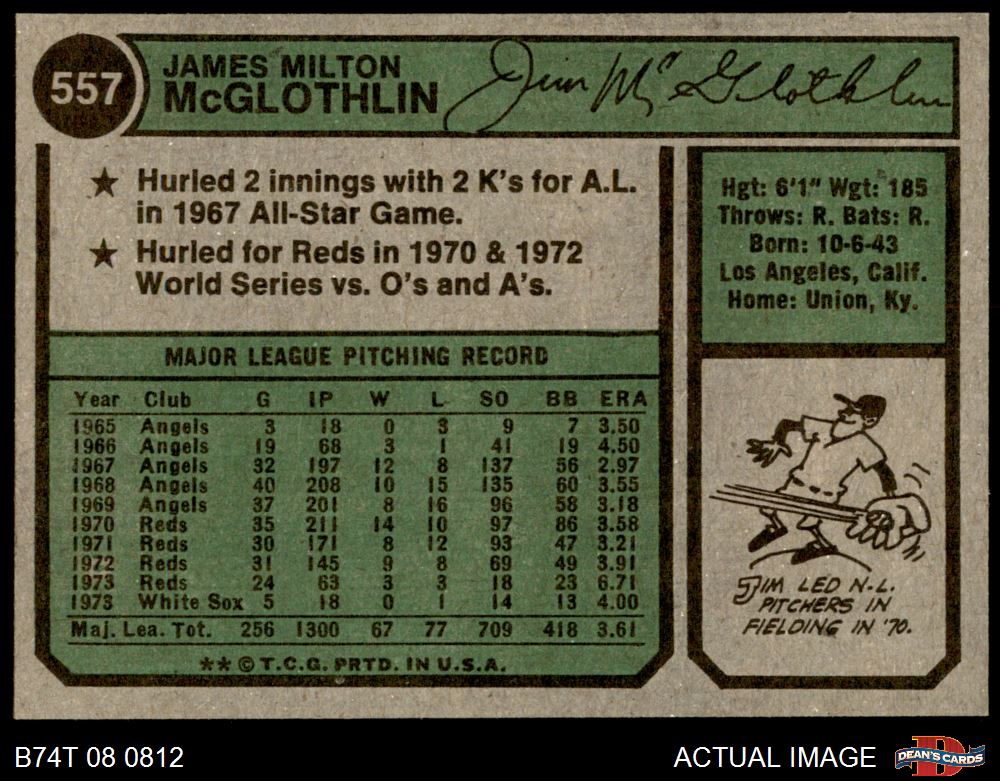 557
JAMES MILTON
McGLOTHLIN
Jim McGlothlin
★ Hurled 2 innings with 2 K's for A.L.
in 1967 All-Star Game.
★ Hurled for Reds in 1970 & 1972
World Series vs. O's and A's.
Hgt: 6'1" Wgt: 185
Throws: R. Bats: R.
Born: 10-6-43
Los Angeles, Calif.
Home: Union, Ky.
MAJOR LEAGUE PITCHING RECORD
Year Club G IP W L SO BB ERA
1965 Angels 3 18 0 3 9 7 3.50
1966 Angels 19 68 3 1 41 19 4.50
1967 Angels 32 197 12 8 137 56 2.97
1968 Angels 40 208 10 15 135 60 3.55
1969 Angels 37 201 8 16 96 58 3.18
1970 Reds 35 211 14 10 97 86 3.58
1971 Reds 30 171 8 12 93 47 3.21
1972 Reds 31 145 9 8 69 49 3.91
1973 Reds 24 63 3 3 18 23 6.71
1973 White Sox 5 18 0 1 14 13 4.00
Maj. Lea. Tot. 256 1300 67 77 709 418 3.61
** © T.C.G. PRTD. IN U.S.A.
JIM LED N.L.
PITCHERS IN
FIELDING IN '70.
B74T 08 0812
ACTUAL IMAGE
DEAN'S CARDS